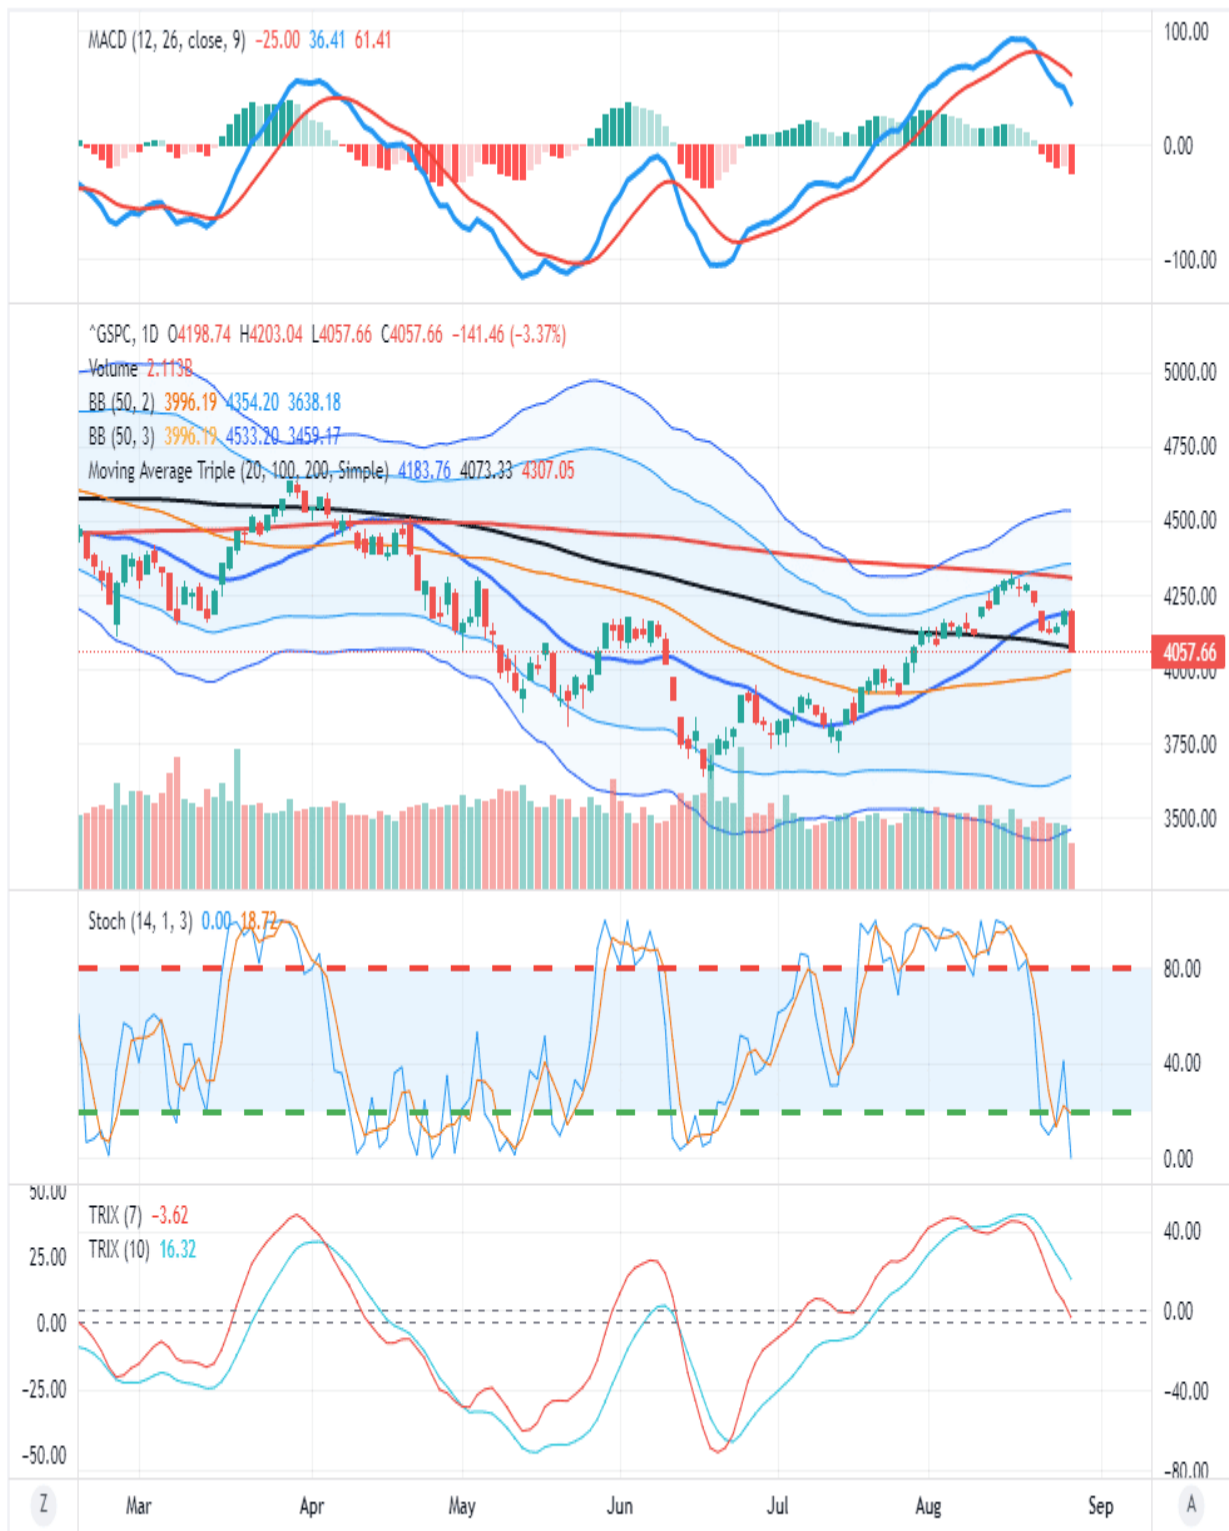 MACD (12, 26, close, 9) −25.00 36.41 61.41
100.00
0.00
−100.00
^GSPC, 1D O4198.74 H4203.04 L4057.66 C4057.66 −141.46 (−3.37%)
Volume 2.113B
BB (50, 2) 3996.19 4354.20 3638.18
BB (50, 3) 3996.19 4533.20 3459.17
Moving Average Triple (20, 100, 200, Simple) 4183.76 4073.33 4307.05
5000.00
4750.00
4500.00
4250.00
4057.66
4000.00
3750.00
3500.00
Stoch (14, 1, 3) 0.00 18.72
80.00
40.00
0.00
TRIX (7) −3.62
TRIX (10) 16.32
50.00
25.00
0.00
−25.00
−50.00
40.00
0.00
−40.00
−80.00
Z Mar Apr May Jun Jul Aug Sep A